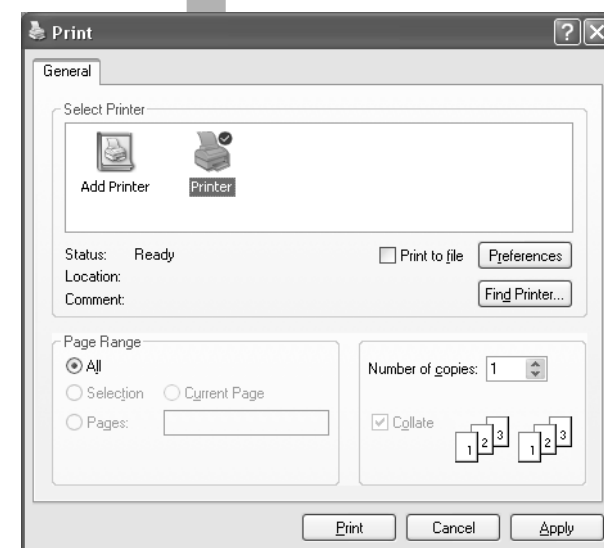 Print
General
Select Printer
Add Printer
Printer
Status: Ready
Location:
Comment:
Print to file
Preferences
Find Printer...
Page Range
All
Selection
Current Page
Pages:
Number of copies: 1
Collate
1 2 3 1 2 3
Print Cancel Apply